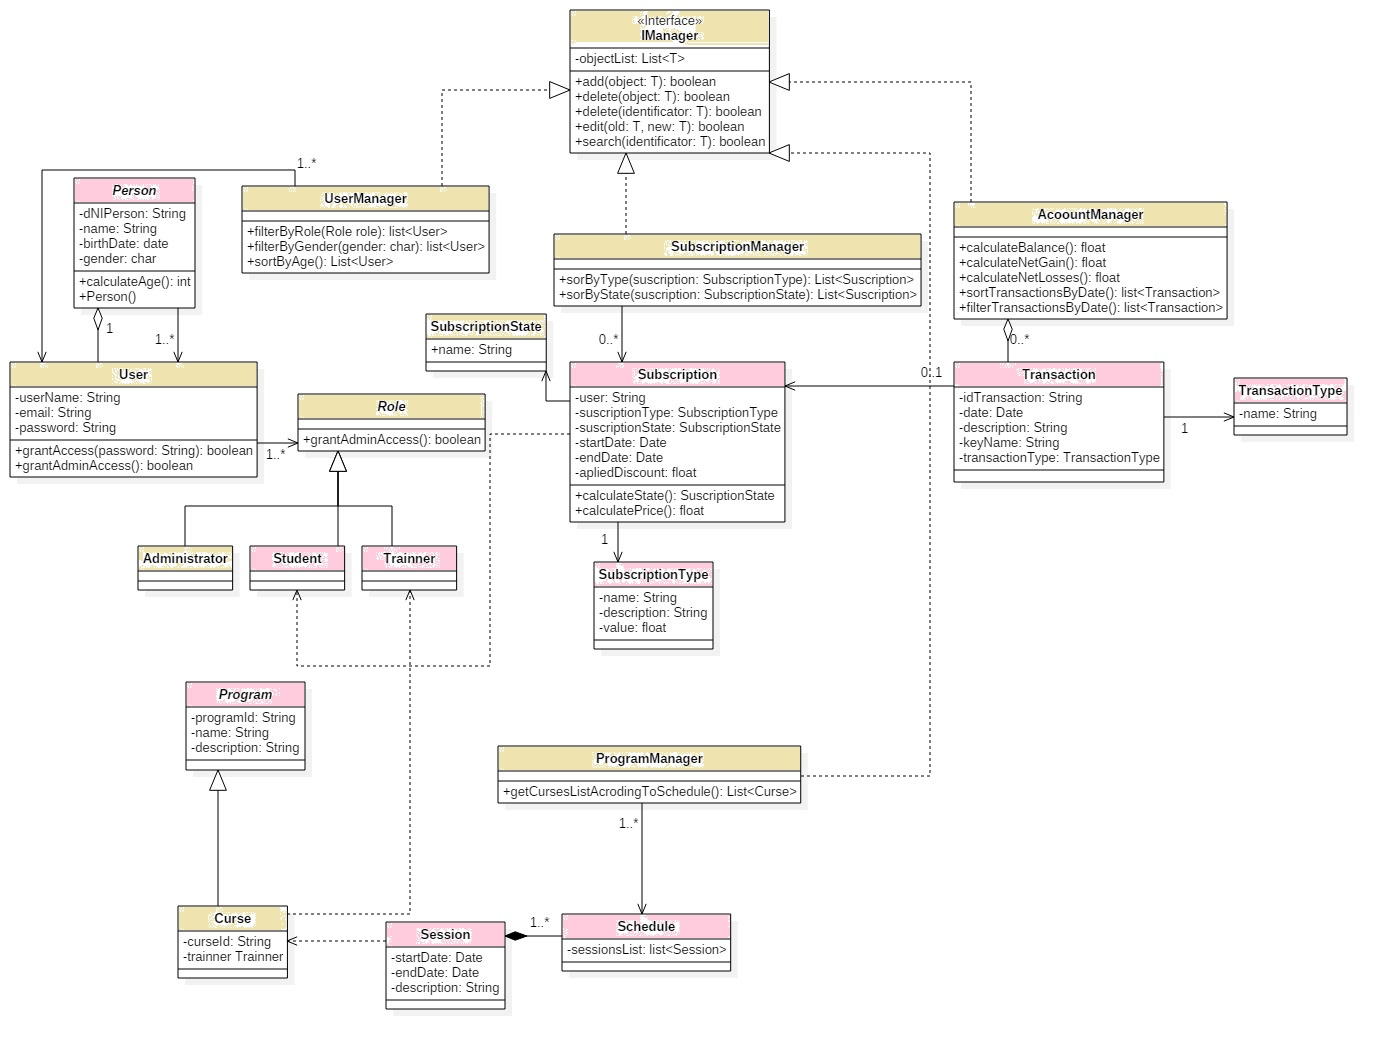 «Interface»
IManager
-objectList: List<T>
+add(object: T): boolean
+delete(object: T): boolean
+delete(identificator: T): boolean
+edit(old: T, new: T): boolean
+search(identificator: T): boolean
1..*
Person
-dNIPerson: String
-name: String
-birthDate: date
-gender: char
+calculateAge(): int
+Person()
UserManager
+filterByRole(Role role): list<User>
+filterByGender(gender: char): list<User>
+sortByAge(): List<User>
SubscriptionManager
+sorByType(suscription: SubscriptionType): List<Suscription>
+sorByState(suscription: SubscriptionState): List<Suscription>
AcoountManager
+calculateBalance(): float
+calculateNetGain(): float
+calculateNetLosses(): float
+sortTransactionsByDate(): list<Transaction>
+filterTransactionsByDate(): list<Transaction>
1
1..*
SubscriptionState
+name: String
0..*
0..*
User
-userName: String
-email: String
-password: String
+grantAccess(password: String): boolean
+grantAdminAccess(): boolean
1..*
Role
+grantAdminAccess(): boolean
Subscription
-user: String
-suscriptionType: SubscriptionType
-suscriptionState: SubscriptionState
-startDate: Date
-endDate: Date
-apliedDiscount: float
+calculateState(): SuscriptionState
+calculatePrice(): float
0..1
Transaction
-idTransaction: String
-date: Date
-description: String
-keyName: String
-transactionType: TransactionType
1
TransactionType
-name: String
Administrator
Student
Trainner
1
SubscriptionType
-name: String
-description: String
-value: float
Program
-programId: String
-name: String
-description: String
ProgramManager
+getCursesListAcrodingToSchedule(): List<Curse>
1..*
Curse
-curseId: String
-trainner Trainner
Session
-startDate: Date
-endDate: Date
-description: String
1..*
Schedule
-sessionsList: list<Session>